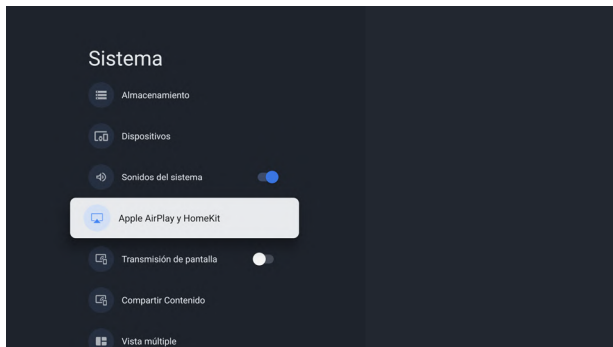 Sistema
Almacenamiento
Dispositivos
Sonidos del sistema
Apple AirPlay y HomeKit
Transmisión de pantalla
Compartir Contenido
Vista múltiple